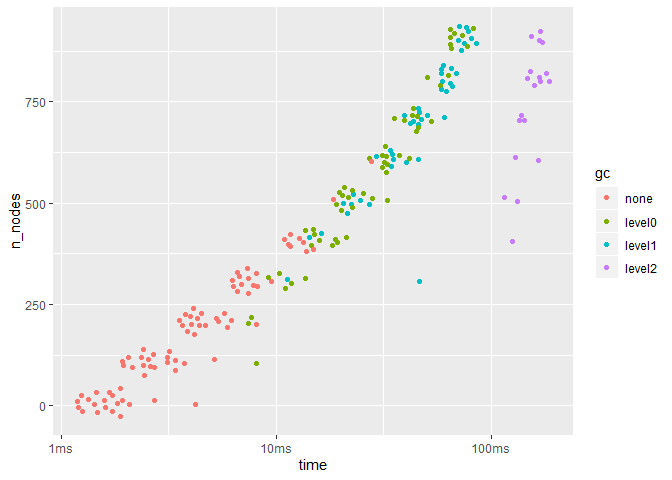 n_nodes
750
500
250
0
1ms
10ms
100ms
time
gc
none
level0
level1
level2